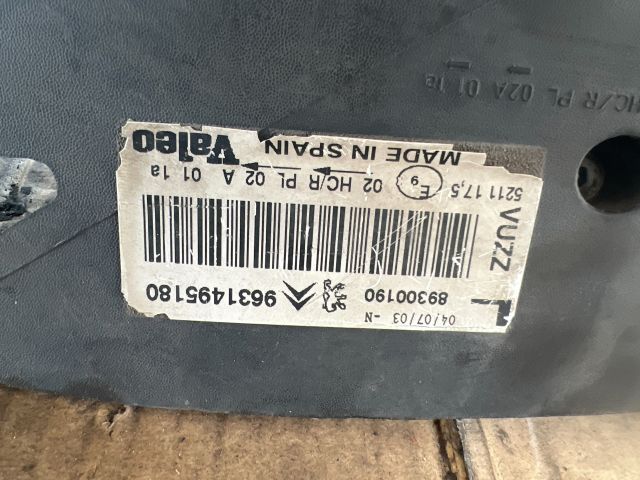 04/07/03 -N
89300190 9631495180
VUZZ
5211 17,5 E9 02 HC/R PL 02 A 01 1a
MADE IN SPAIN Valeo
HC/R PL 02A 01 1a